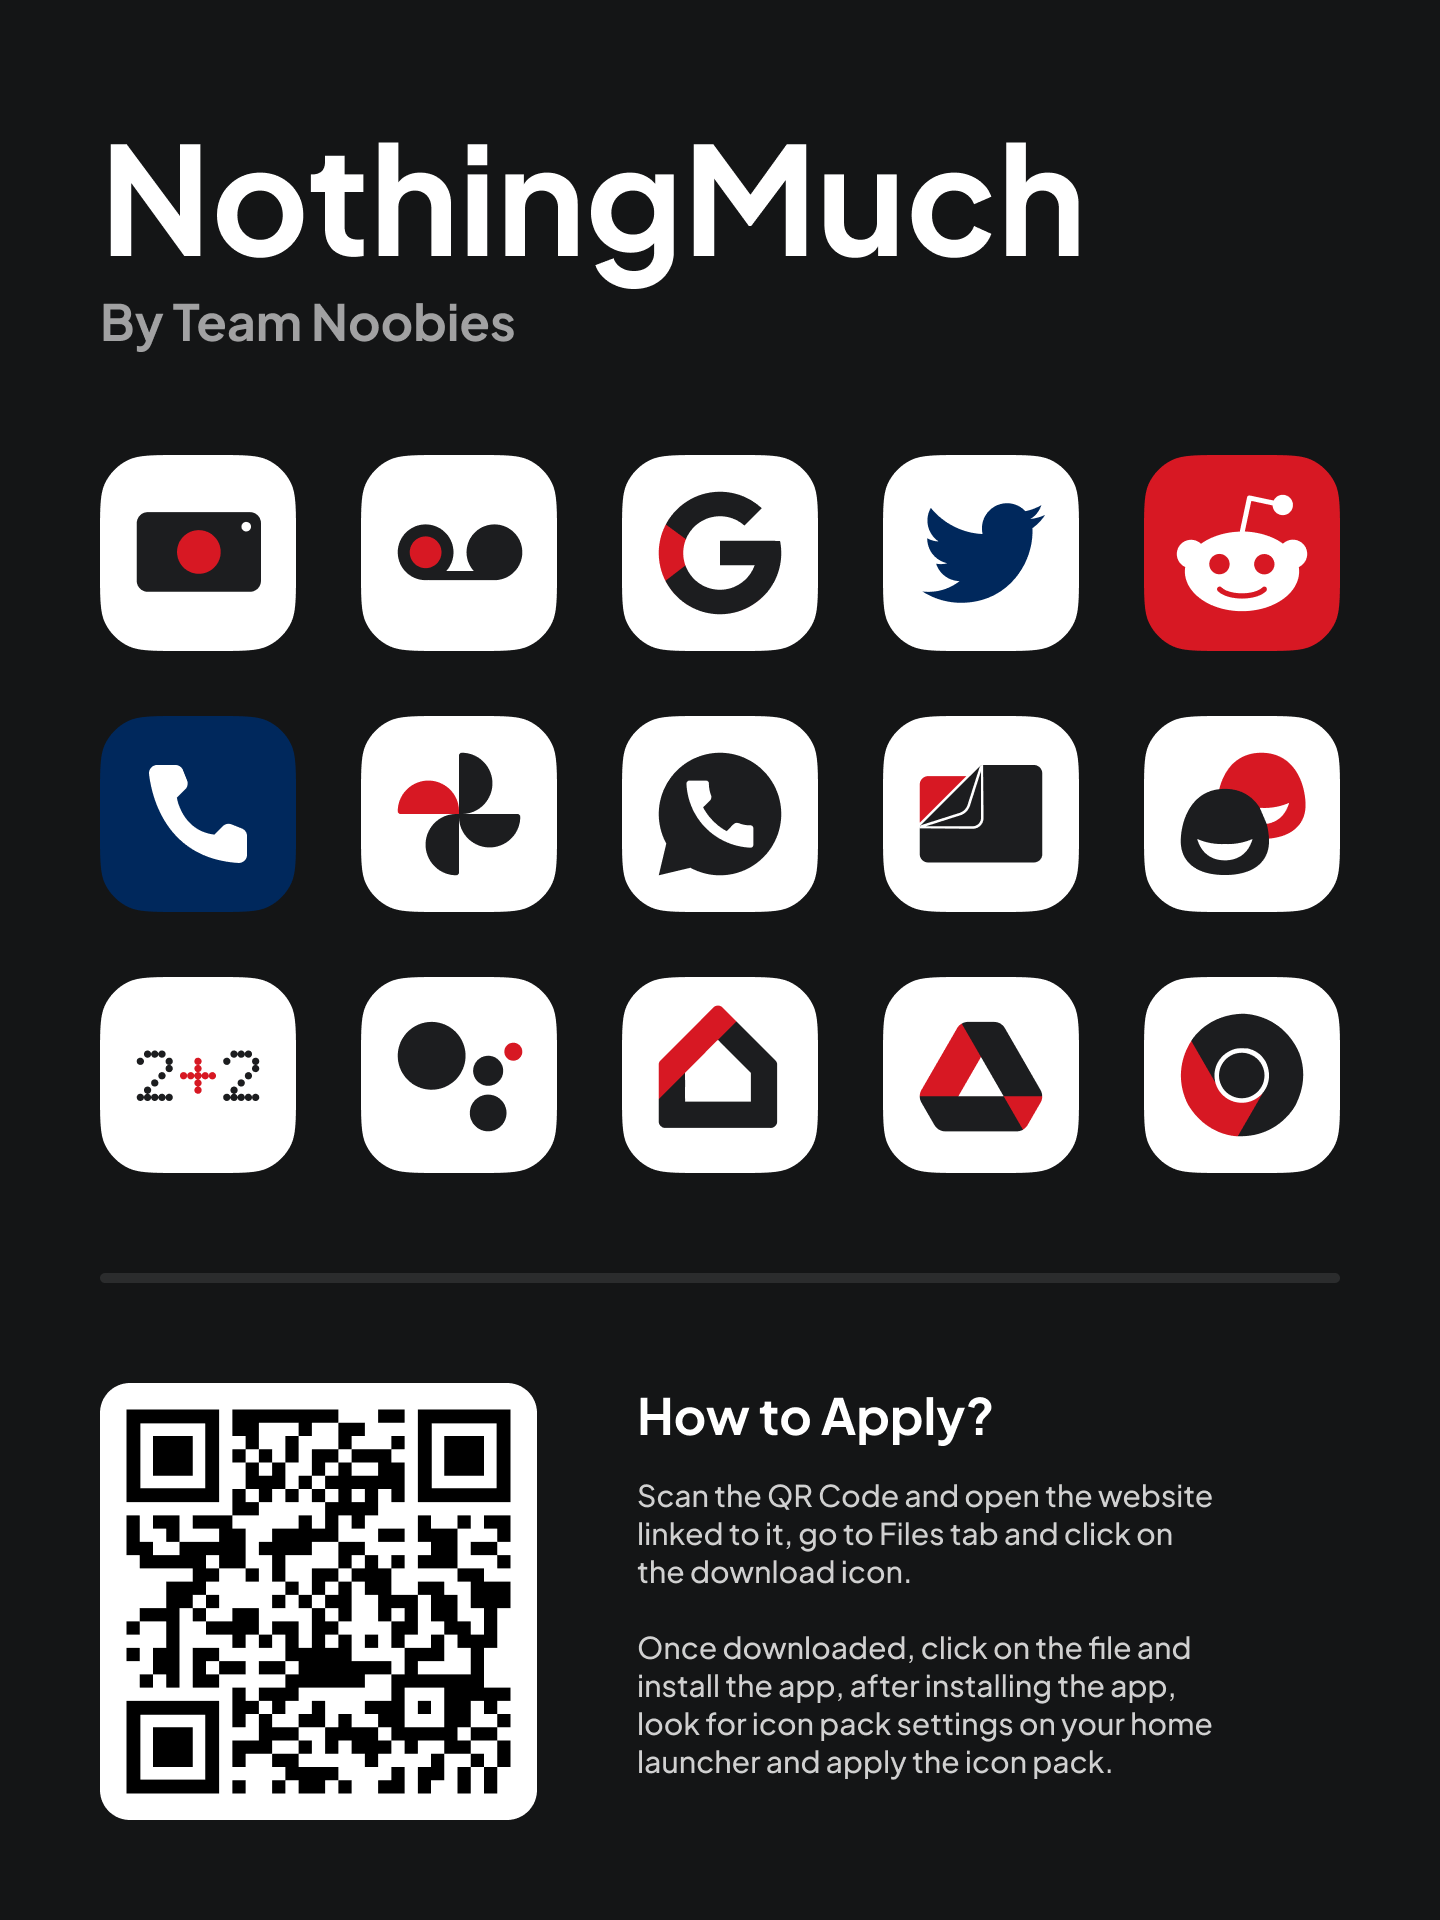 NothingMuch
By Team Noobies
G
2+2
How to Apply?
Scan the QR Code and open the website
linked to it, go to Files tab and click on
the download icon.
Once downloaded, click on the file and
install the app, after installing the app,
look for icon pack settings on your home
launcher and apply the icon pack.